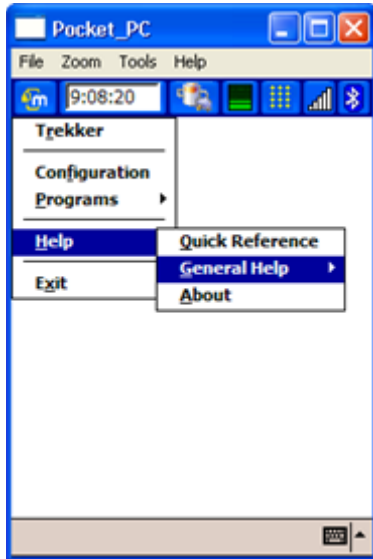 Pocket_PC
File Zoom Tools Help
m 9:08:20
Trekker
Configuration
Programs
Help
Quick Reference
General Help
Exit
About